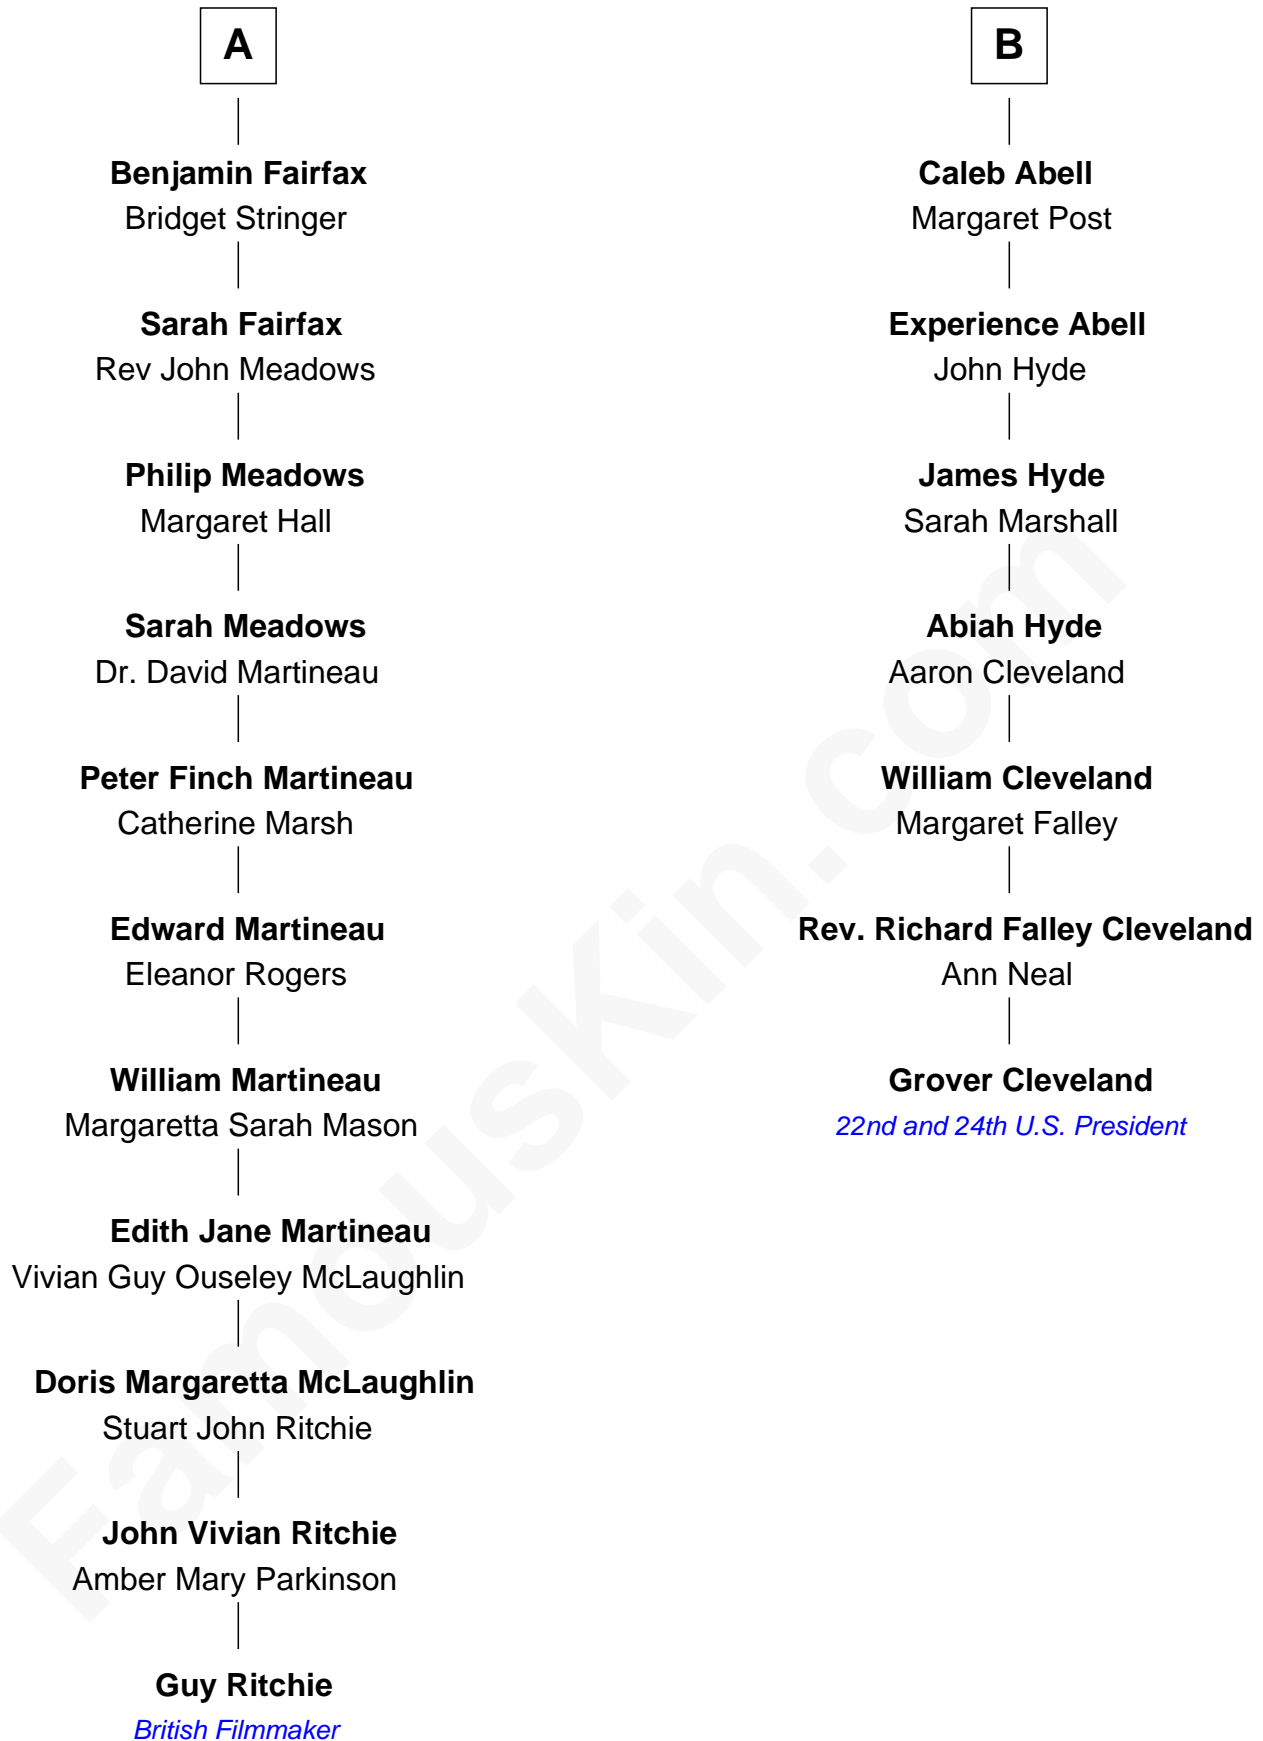 A
Benjamin Fairfax
Bridget Stringer
Sarah Fairfax
Rev John Meadows
Philip Meadows
Margaret Hall
Sarah Meadows
Dr. David Martineau
Peter Finch Martineau
Catherine Marsh
Edward Martineau
Eleanor Rogers
William Martineau
Margaretta Sarah Mason
Edith Jane Martineau
Vivian Guy Ouseley McLaughlin
Doris Margaretta McLaughlin
Stuart John Ritchie
John Vivian Ritchie
Amber Mary Parkinson
Guy Ritchie
British Filmmaker
B
Caleb Abell
Margaret Post
Experience Abell
John Hyde
James Hyde
Sarah Marshall
Abiah Hyde
Aaron Cleveland
William Cleveland
Margaret Falley
Rev. Richard Falley Cleveland
Ann Neal
Grover Cleveland
22nd and 24th U.S. President
FamousKin.com